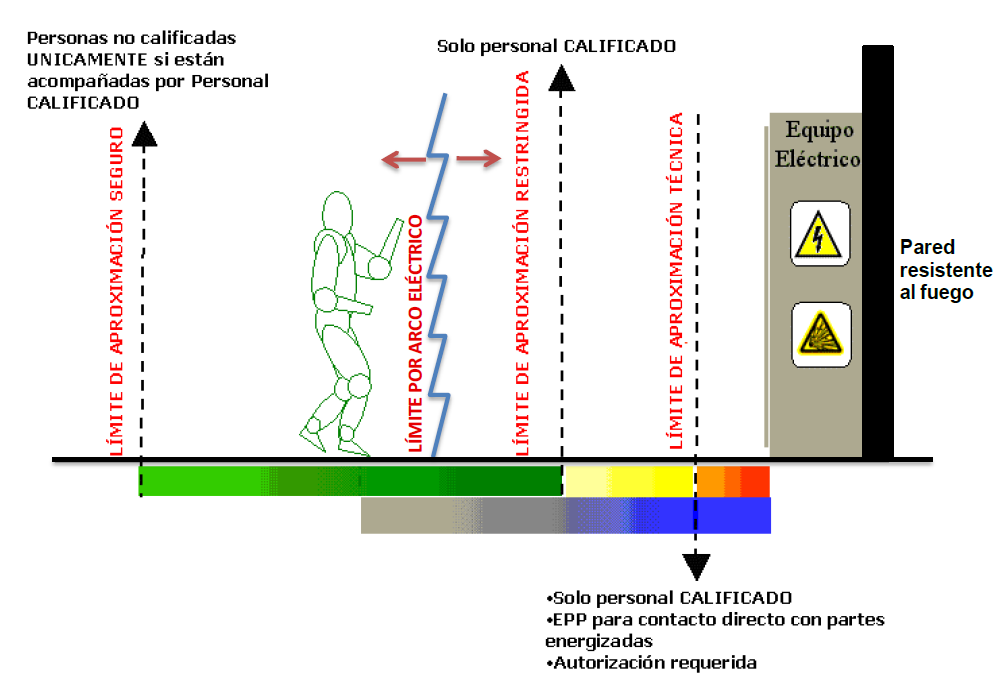 Personas no calificadas
UNICAMENTE si están
acompañadas por Personal
CALIFICADO
Solo personal CALIFICADO
LÍMITE DE APROXIMACIÓN SEGURO
LÍMITE POR ARCO ELÉCTRICO
LÍMITE DE APROXIMACIÓN RESTRINGIDA
LÍMITE DE APROXIMACIÓN TÉCNICA
Equipo
Eléctrico
Pared
resistente
al fuego
•Solo personal CALIFICADO
•EPP para contacto directo con partes
energizadas
•Autorización requerida